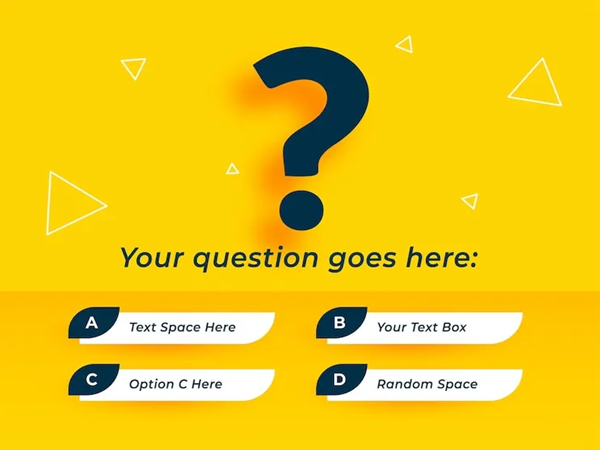 ?
Your question goes here:
A Text Space Here
B Your Text Box
C Option C Here
D Random Space